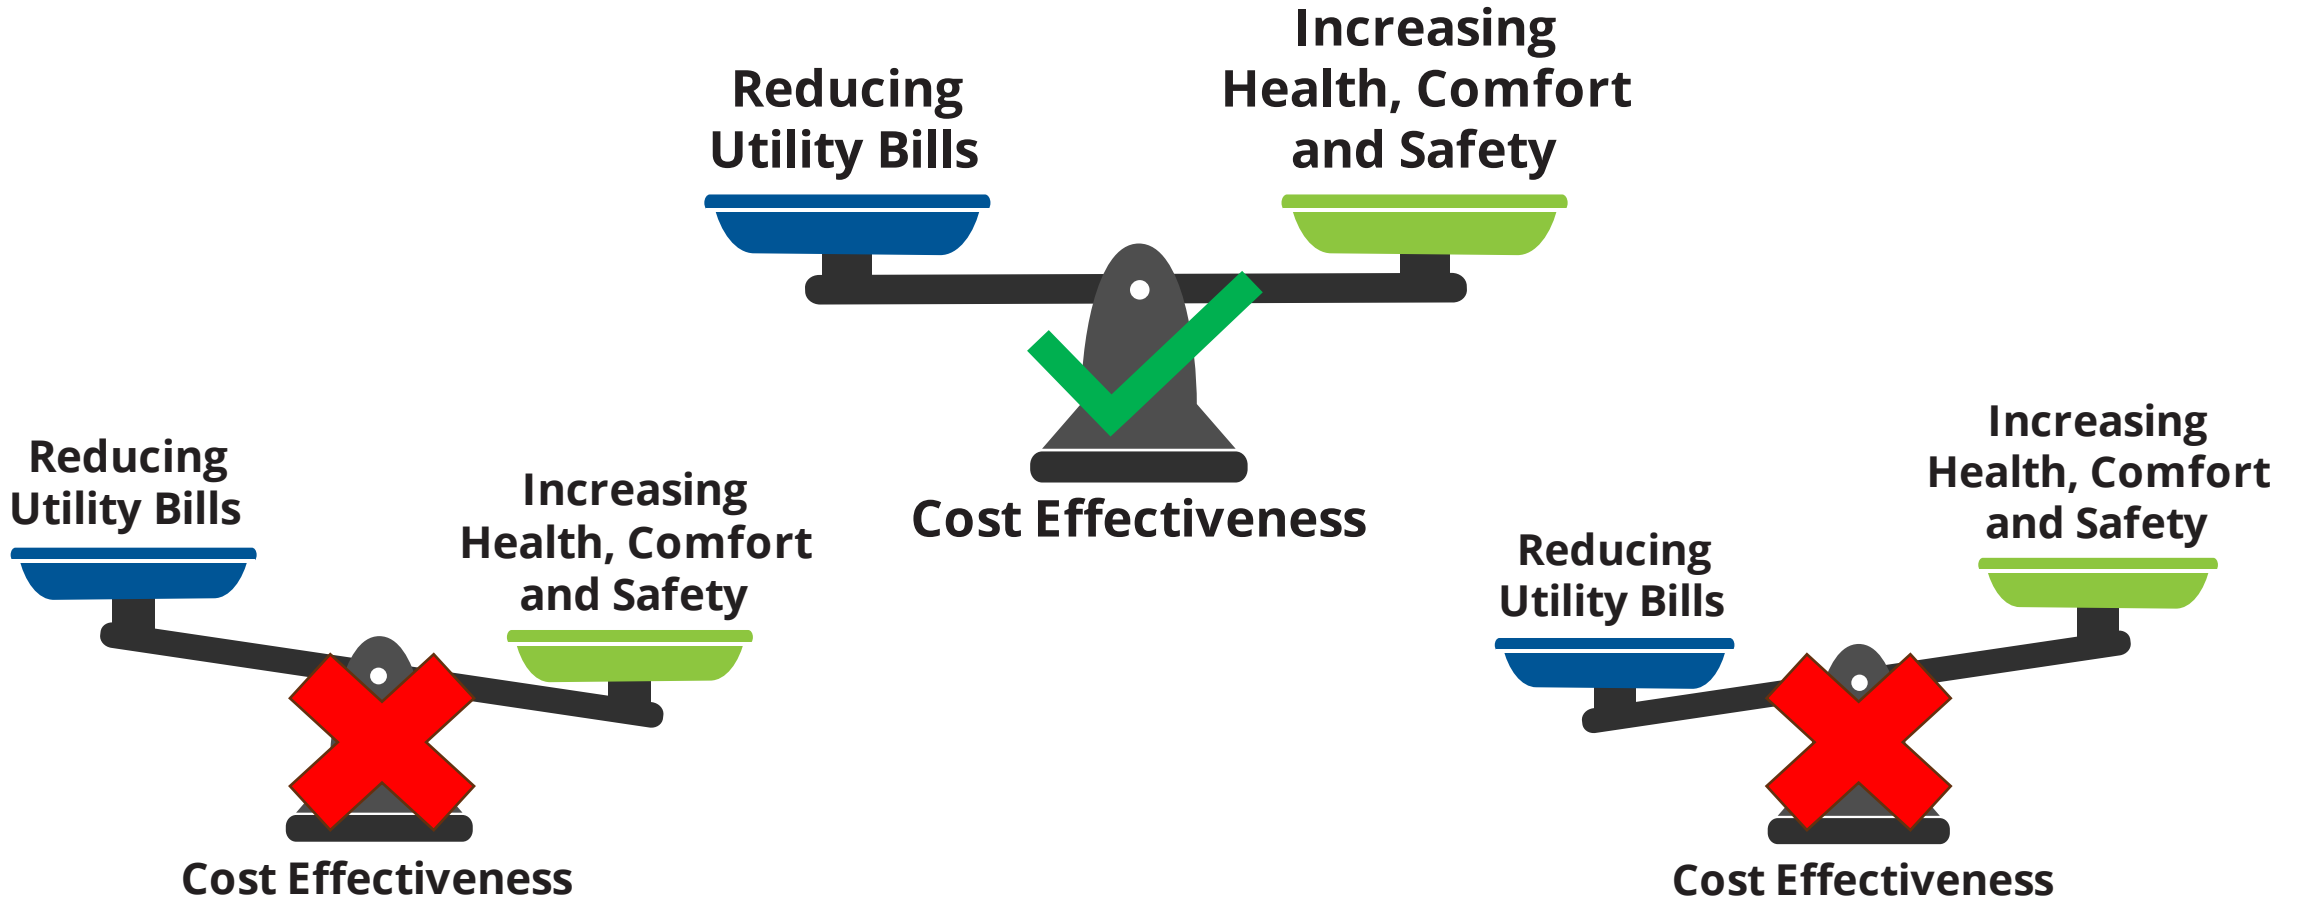 Reducing
Utility Bills
Increasing
Health, Comfort
and Safety
Cost Effectiveness
Reducing
Utility Bills
Increasing
Health, Comfort
and Safety
Cost Effectiveness
Reducing
Utility Bills
Increasing
Health, Comfort
and Safety
Cost Effectiveness